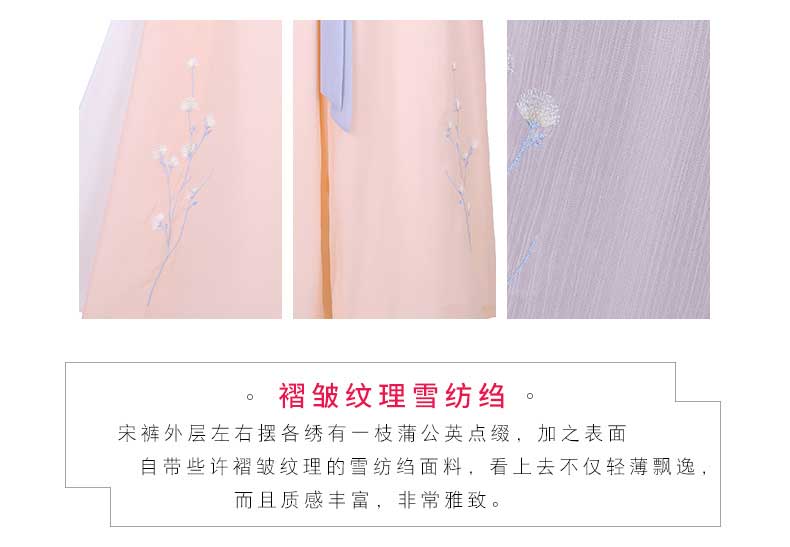 。褶皱纹理雪纺绉。
宋裤外层左右摆各绣有一枝蒲公英点缀，加之表面
自带些许褶皱纹理的雪纺绉面料，看上去不仅轻薄飘逸，
而且质感丰富，非常雅致。